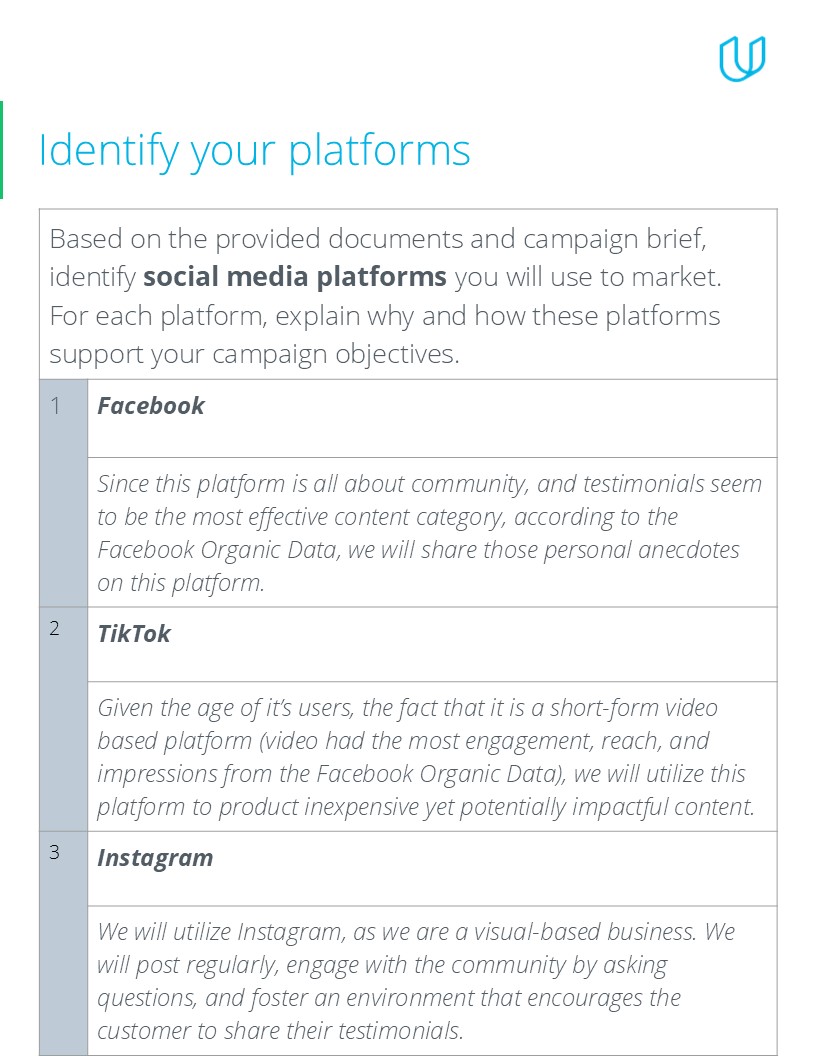 Identify your platforms
Based on the provided documents and campaign brief,
identify social media platforms you will use to market.
For each platform, explain why and how these platforms
support your campaign objectives.
1
Facebook
Since this platform is all about community, and testimonials seem
to be the most effective content category, according to the
Facebook Organic Data, we will share those personal anecdotes
on this platform.
2
TikTok
Given the age of it’s users, the fact that it is a short-form video
based platform (video had the most engagement, reach, and
impressions from the Facebook Organic Data), we will utilize this
platform to product inexpensive yet potentially impactful content.
3
Instagram
We will utilize Instagram, as we are a visual-based business. We
will post regularly, engage with the community by asking
questions, and foster an environment that encourages the
customer to share their testimonials.